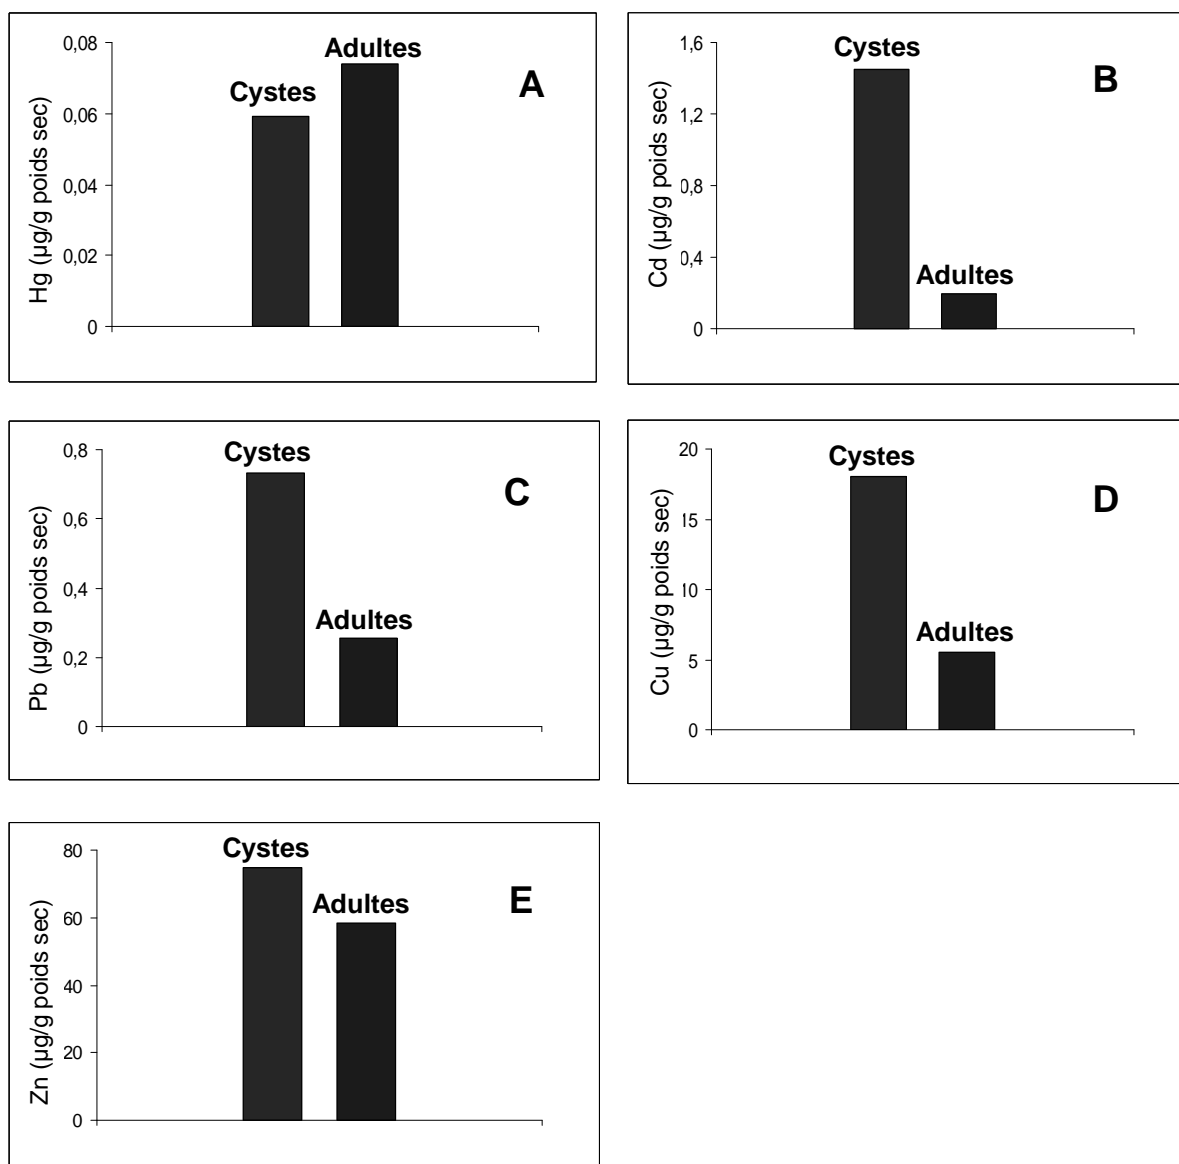 A
Hg (µg/g poids sec)
0,08
0,06
0,04
0,02
0
Cystes
Adultes
B
Cd (µg/g poids sec)
1,6
1,2
0,8
0,4
0
Cystes
Adultes
C
Pb (µg/g poids sec)
0,8
0,6
0,4
0,2
0
Cystes
Adultes
D
Cu (µg/g poids sec)
20
15
10
5
0
Cystes
Adultes
E
Zn (µg/g poids sec)
80
60
40
20
0
Cystes
Adultes